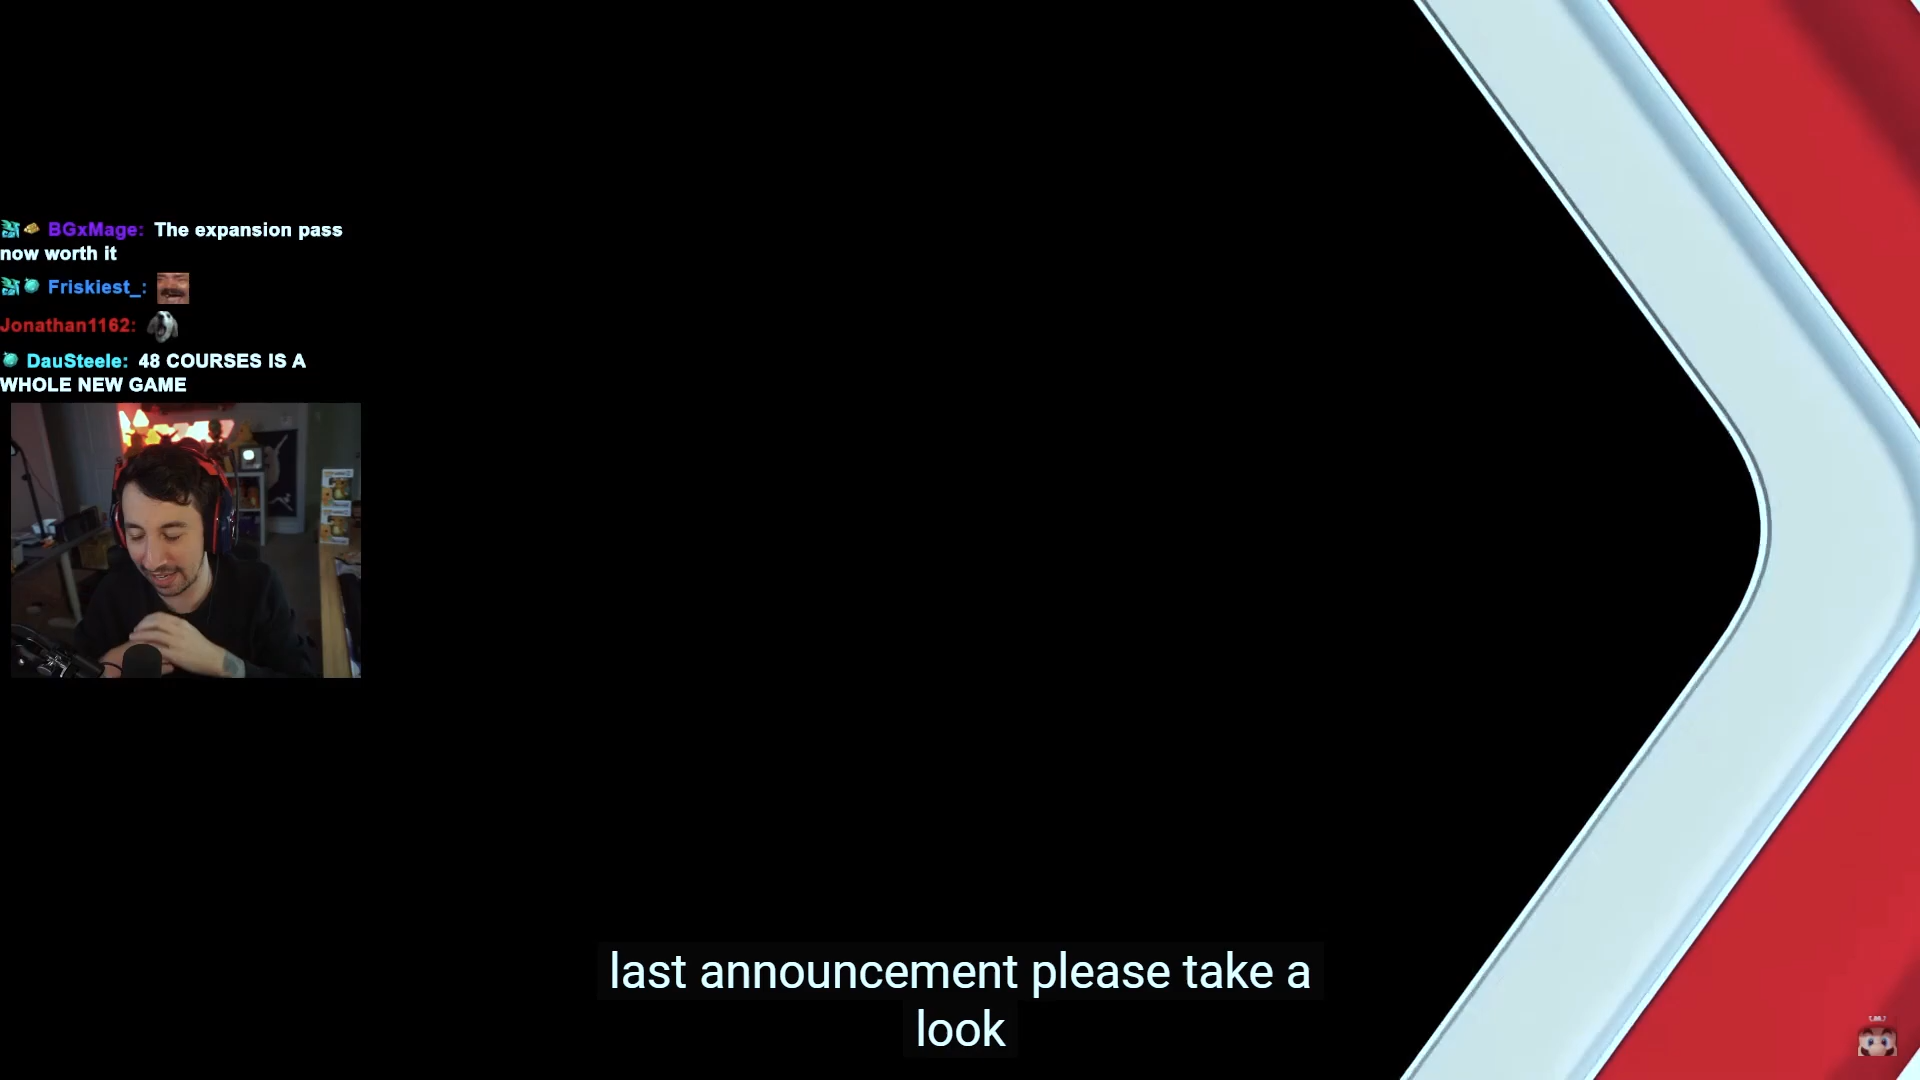 BGxMage: The expansion pass
now worth it
Friskiest_:
Jonathan1162:
DauSteele: 48 COURSES IS A
WHOLE NEW GAME
last announcement please take a
look